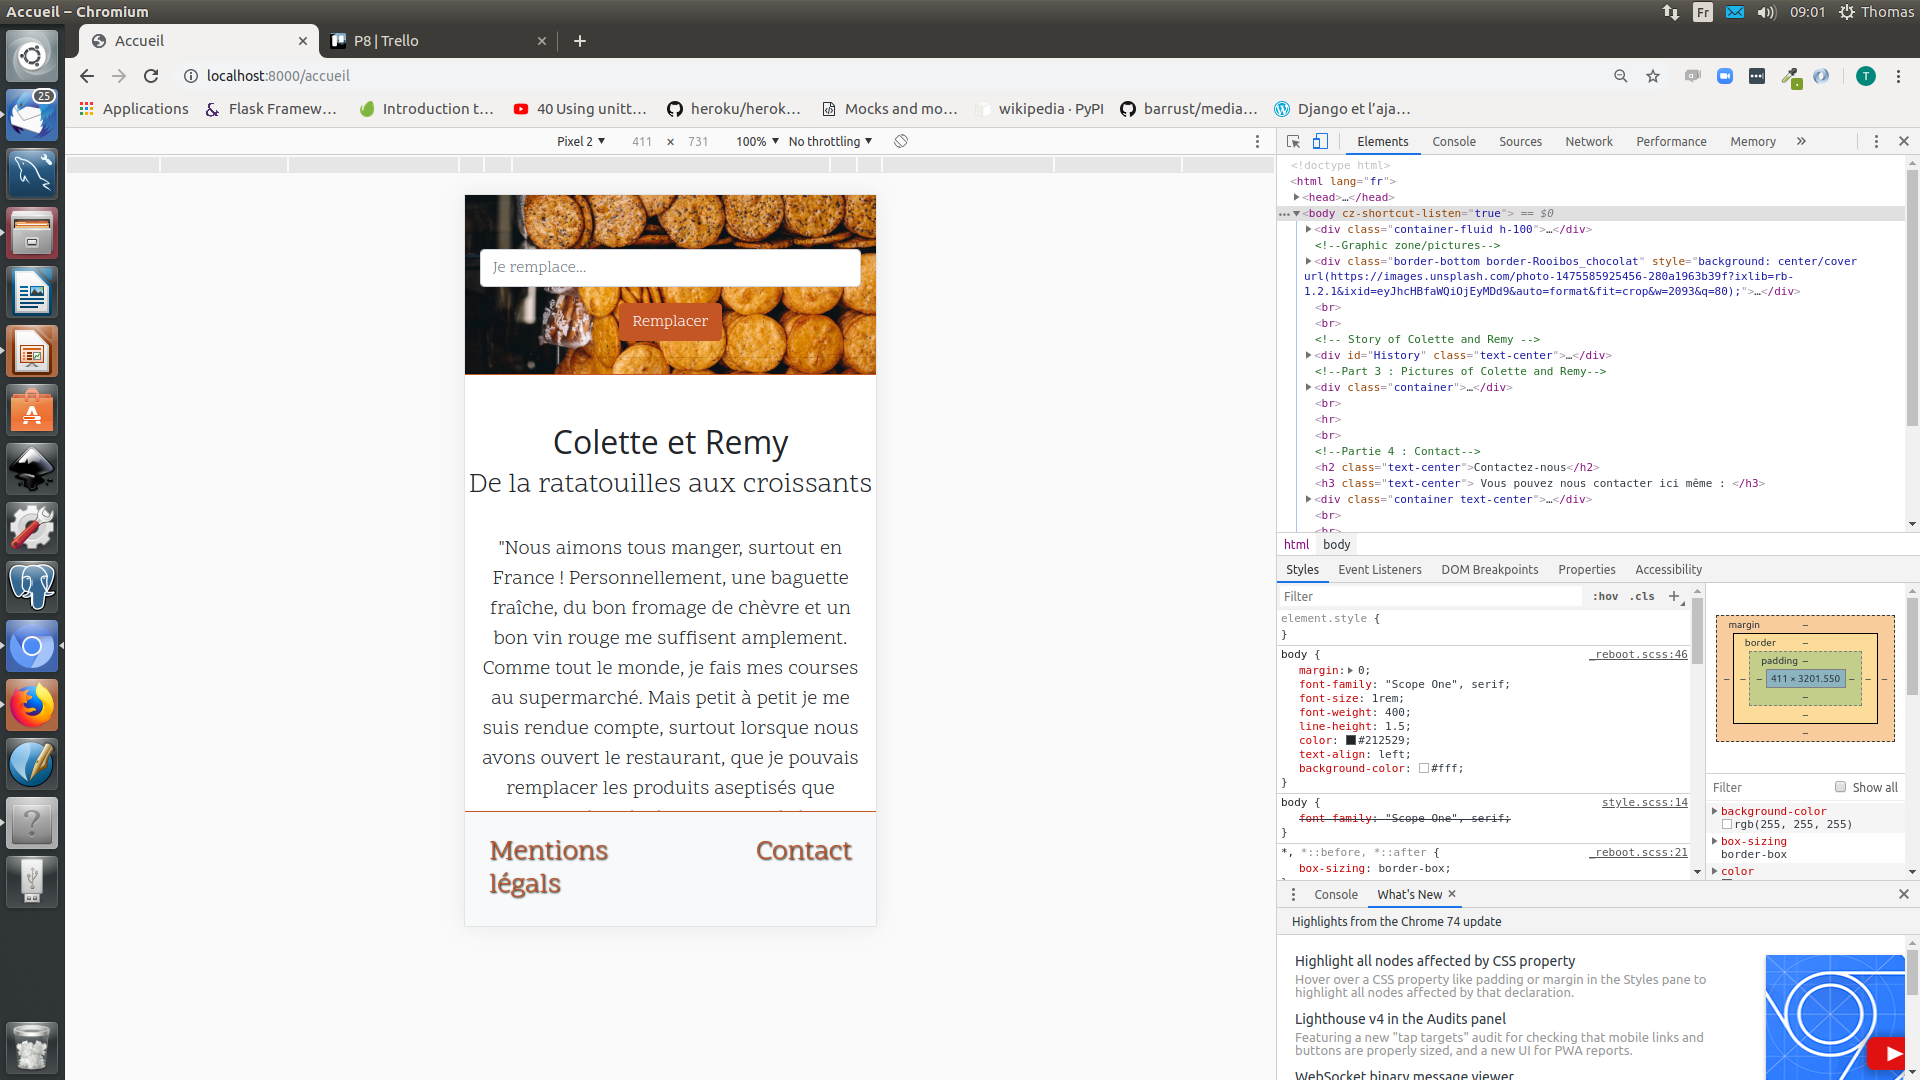 Accueil – Chromium
Fr
09:01
Thomas
Accueil
P8 | Trello
localhost:8000/accueil
T
Applications
Flask Framew…
Introduction t…
40 Using unitt…
heroku/herok…
Mocks and mo…
wikipedia · PyPI
barrust/media…
Django et l'aja…
25
Pixel 2 ▼ 411 × 731 100% ▼ No throttling ▼
Je remplace...
Remplacer
Colette et Remy
De la ratatouilles aux croissants
"Nous aimons tous manger, surtout en
France ! Personnellement, une baguette
fraîche, du bon fromage de chèvre et un
bon vin rouge me suffisent amplement.
Comme tout le monde, je fais mes courses
au supermarché. Mais petit à petit je me
suis rendue compte, surtout lorsque nous
avons ouvert le restaurant, que je pouvais
remplacer les produits aseptisés que
Mentions
légals
Contact
Elements Console Sources Network Performance Memory »
<!doctype html>
<html lang="fr">
<head>…</head>
<body cz-shortcut-listen="true"> == $0
<div class="container-fluid h-100">…</div>
<!--Graphic zone/pictures-->
<div class="border-bottom border-Rooibos_chocolat" style="background: center/cover
url(https://images.unsplash.com/photo-1475585925456-280a1963b39f?ixlib=rb-
1.2.1&ixid=eyJhcHBfaWQiOjEyMDd9&auto=format&fit=crop&w=2093&q=80);">…</div>
<br>
<br>
<!-- Story of Colette and Remy -->
<div id="History" class="text-center">…</div>
<!--Part 3 : Pictures of Colette and Remy-->
<div class="container">…</div>
<br>
<hr>
<br>
<!--Partie 4 : Contact-->
<h2 class="text-center">Contactez-nous</h2>
<h3 class="text-center"> Vous pouvez nous contacter ici même : </h3>
<div class="container text-center">…</div>
<br>
<br>
html body
Styles Event Listeners DOM Breakpoints Properties Accessibility
Filter
:hov .cls +
element.style {
}
body {
_reboot.scss:46
margin: 0;
font-family: "Scope One", serif;
font-size: 1rem;
font-weight: 400;
line-height: 1.5;
color: #212529;
text-align: left;
background-color: #fff;
}
body {
style.scss:14
font-family: "Scope One", serif;
}
*, *::before, *::after {
_reboot.scss:21
box-sizing: border-box;
margin –
border –
padding –
– – – 411 × 3201.550 – – –
–
–
–
Filter
Show all
background-color
rgb(255, 255, 255)
box-sizing
border-box
color
Console What's New
Highlights from the Chrome 74 update
Highlight all nodes affected by CSS property
Hover over a CSS property like padding or margin in the Styles pane to
highlight all nodes affected by that declaration.
Lighthouse v4 in the Audits panel
Featuring a new "tap targets" audit for checking that mobile links and
buttons are properly sized, and a new UI for PWA reports.
WebSocket binary message viewer